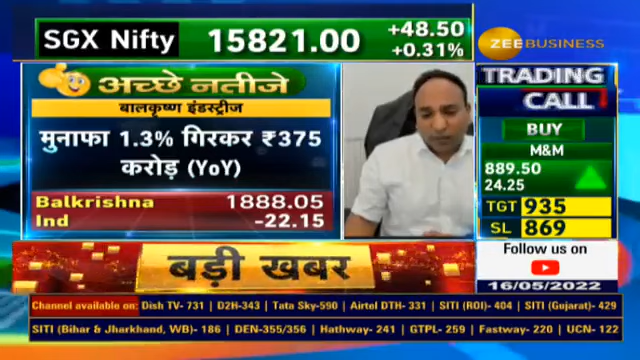 SGX Nifty 15821.00 +48.50
+0.31%
ZEE BUSINESS
अच्छे नतीजे
बालकृष्ण इंडस्ट्रीज
मुनाफा 1.3% गिरकर ₹375
करोड़ (YoY)
Balkrishna 1888.05
Ind -22.15
TRADING
CALL
BUY
M&M
889.50
24.25
TGT 935
SL 869
Follow us on
16/05/2022
बड़ी खबर
Channel available on: Dish TV- 731 | D2H-343 | Tata Sky-590 | Airtel DTH- 331 | SITI (ROI)- 404 | SITI (Gujarat)- 429
SITI (Bihar & Jharkhand, WB)- 186 | DEN-355/356 | Hathway- 241 | GTPL- 259 | Fastway- 220 | UCN- 122